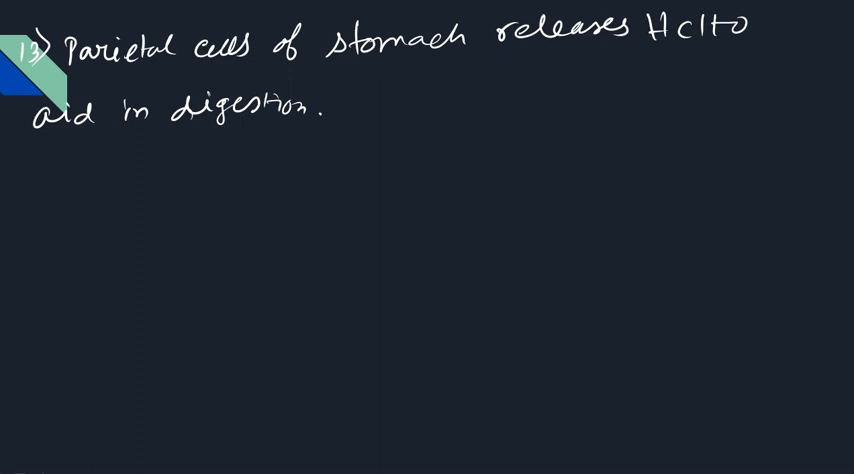 13) Parietal cells of stomach releases Hcl to
aid in digestion.